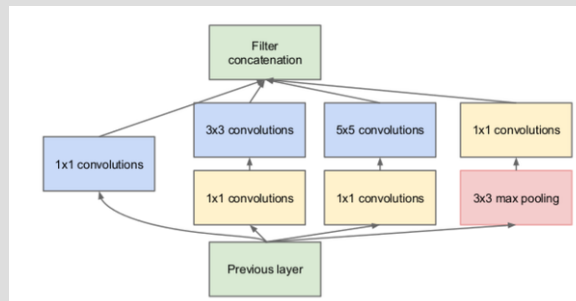 Filter
concatenation
3x3 convolutions
5x5 convolutions
1x1 convolutions
1x1 convolutions
1x1 convolutions
1x1 convolutions
3x3 max pooling
Previous layer